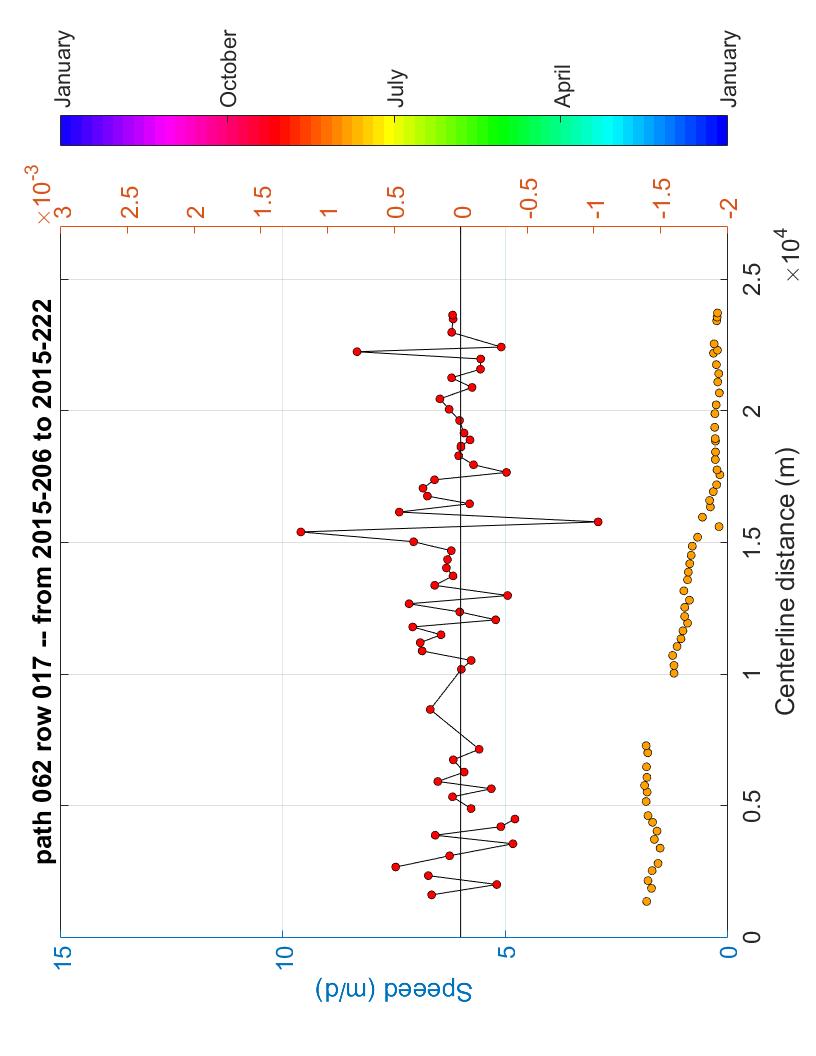 path 062 row 017 -- from 2015-206 to 2015-222
×10^-3
15
10
5
0
Speeed (m/d)
3
2.5
2
1.5
1
0.5
0
-0.5
-1
-1.5
-2
January
October
July
April
January
0
0.5
1
1.5
2
2.5
×10^4
Centerline distance (m)